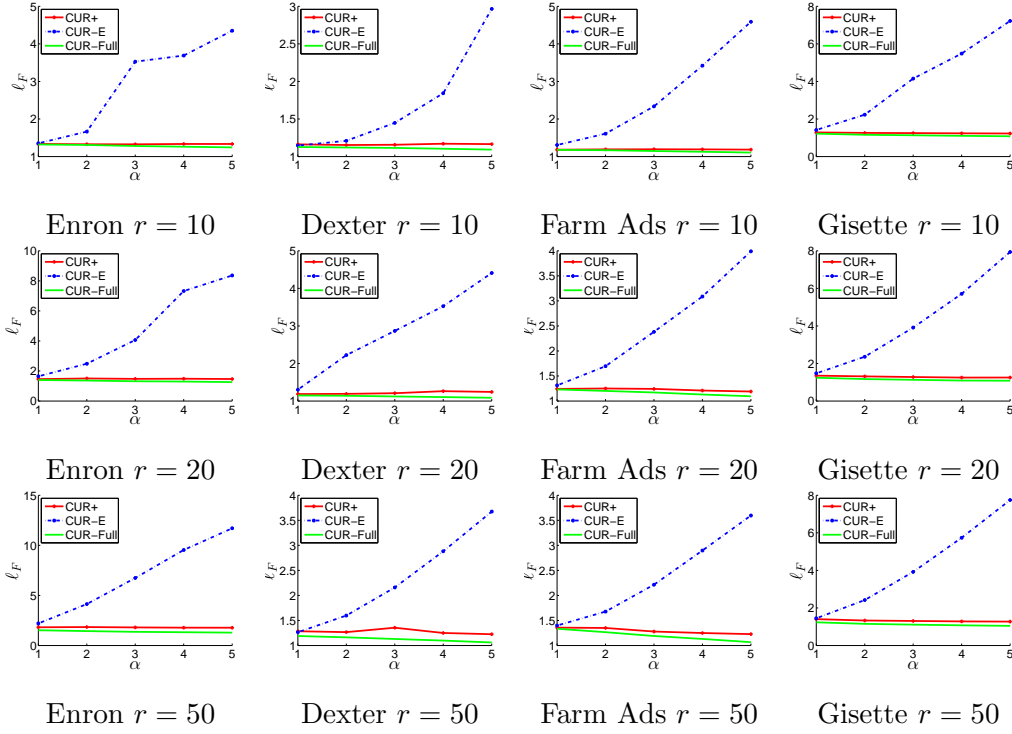 CUR+
CUR−E
CUR−Full
ℓF
5
4
3
2
1
1 2 3 4 5
α
Enron r = 10
CUR+
CUR−E
CUR−Full
ℓF
3
2.5
2
1.5
1
1 2 3 4 5
α
Dexter r = 10
CUR+
CUR−E
CUR−Full
ℓF
5
4
3
2
1
1 2 3 4 5
α
Farm Ads r = 10
CUR+
CUR−E
CUR−Full
ℓF
8
6
4
2
0
1 2 3 4 5
α
Gisette r = 10
CUR+
CUR−E
CUR−Full
ℓF
10
8
6
4
2
0
1 2 3 4 5
α
Enron r = 20
CUR+
CUR−E
CUR−Full
ℓF
5
4
3
2
1
1 2 3 4 5
α
Dexter r = 20
CUR+
CUR−E
CUR−Full
ℓF
4
3.5
3
2.5
2
1.5
1
1 2 3 4 5
α
Farm Ads r = 20
CUR+
CUR−E
CUR−Full
ℓF
8
6
4
2
0
1 2 3 4 5
α
Gisette r = 20
CUR+
CUR−E
CUR−Full
ℓF
15
10
5
0
1 2 3 4 5
α
Enron r = 50
CUR+
CUR−E
CUR−Full
ℓF
4
3.5
3
2.5
2
1.5
1
1 2 3 4 5
α
Dexter r = 50
CUR+
CUR−E
CUR−Full
ℓF
4
3.5
3
2.5
2
1.5
1
1 2 3 4 5
α
Farm Ads r = 50
CUR+
CUR−E
CUR−Full
ℓF
8
6
4
2
0
1 2 3 4 5
α
Gisette r = 50